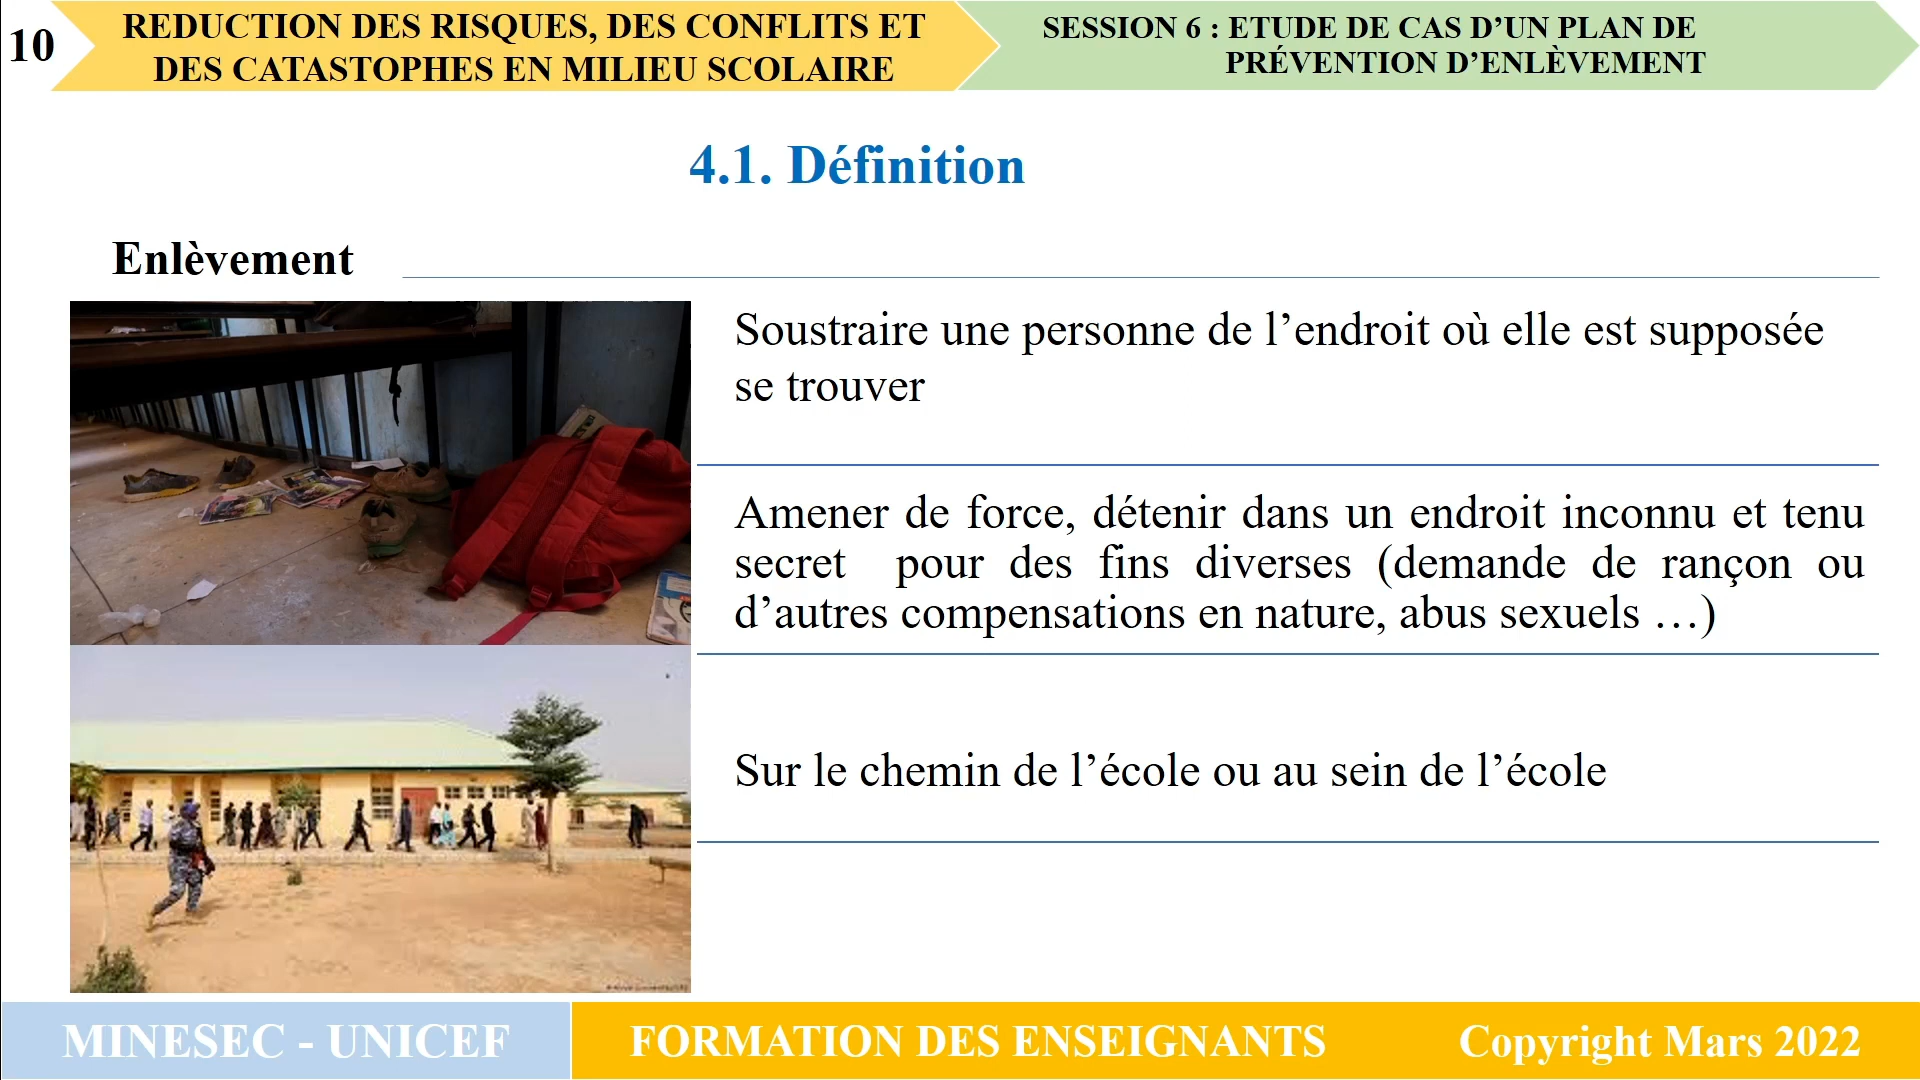 10
REDUCTION DES RISQUES, DES CONFLITS ET
DES CATASTOPHES EN MILIEU SCOLAIRE
SESSION 6 : ETUDE DE CAS D’UN PLAN DE
PRÉVENTION D’ENLÈVEMENT
4.1. Définition
Enlèvement
Soustraire une personne de l’endroit où elle est supposée
se trouver
Amener de force, détenir dans un endroit inconnu et tenu
secret pour des fins diverses (demande de rançon ou
d’autres compensations en nature, abus sexuels …)
Sur le chemin de l’école ou au sein de l’école
MINESEC - UNICEF
FORMATION DES ENSEIGNANTS
Copyright Mars 2022